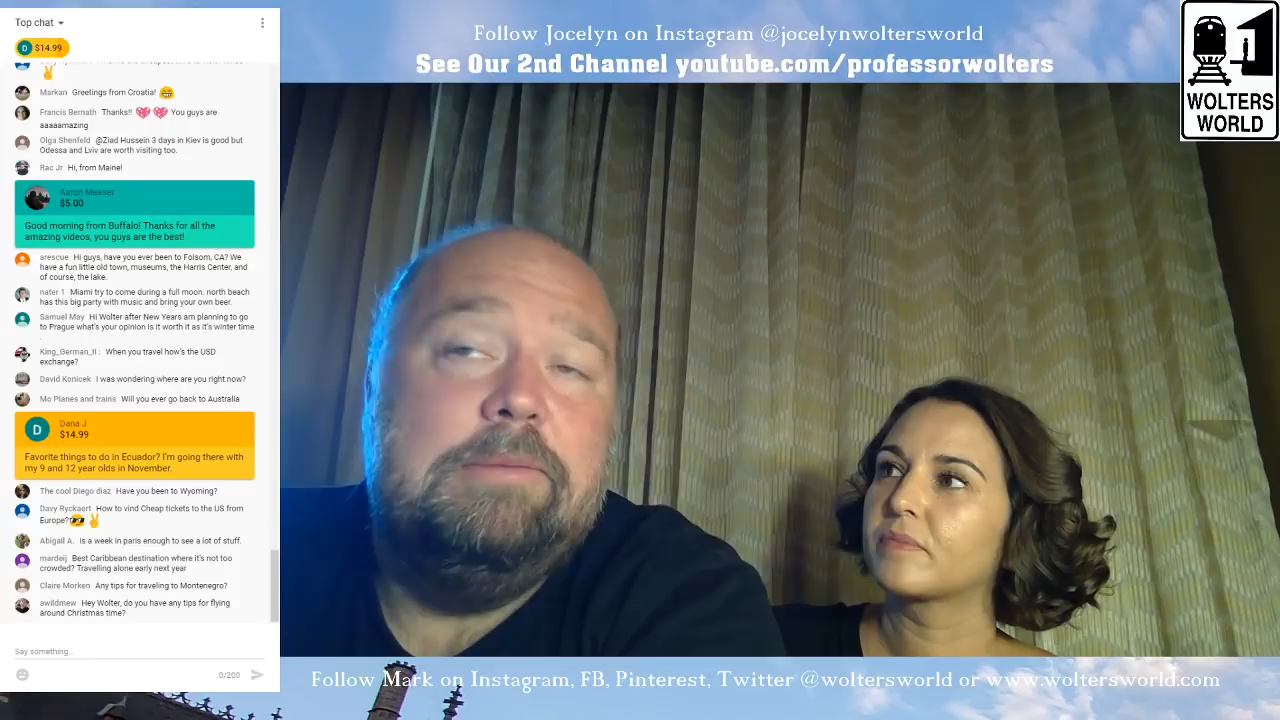 Top chat
D $14.99
Markan Greetings from Croatia!
Francis Bernath Thanks!! You guys are
aaaaamazing
Olga Shenfeld @Ziad Hussein 3 days in Kiev is good but
Odessa and Lviv are worth visiting too.
Rac Jr Hi, from Maine!
Aaron Measer
$5.00
Good morning from Buffalo! Thanks for all the
amazing videos, you guys are the best!
arescue Hi guys, have you ever been to Folsom, CA? We
have a fun little old town, museums, the Harris Center, and
of course, the lake.
nater 1 Miami try to come during a full moon. north beach
has this big party with music and bring your own beer.
Samuel May Hi Wolter after New Years am planning to go
to Prague what's your opinion is it worth it as it's winter time
.
King_German_II : When you travel how's the USD
exchange?
David Konicek I was wondering where are you right now?
Mo Planes and trains Will you ever go back to Australia
D Dana J
$14.99
Favorite things to do in Ecuador? I'm going there with
my 9 and 12 year olds in November.
The cool Diego diaz Have you been to Wyoming?
Davy Ryckaert How to vind Cheap tickets to the US from
Europe?
Abigail A. is a week in paris enough to see a lot of stuff.
mardeij Best Caribbean destination where it's not too
crowded? Travelling alone early next year
Claire Morken Any tips for traveling to Montenegro?
awildmew Hey Wolter, do you have any tips for flying
around Christmas time?
Say something...
0/200
Follow Jocelyn on Instagram @jocelynwoltersworld
See Our 2nd Channel youtube.com/professorwolters
WOLTERS
WORLD
Follow Mark on Instagram, FB, Pinterest, Twitter @woltersworld or www.woltersworld.com